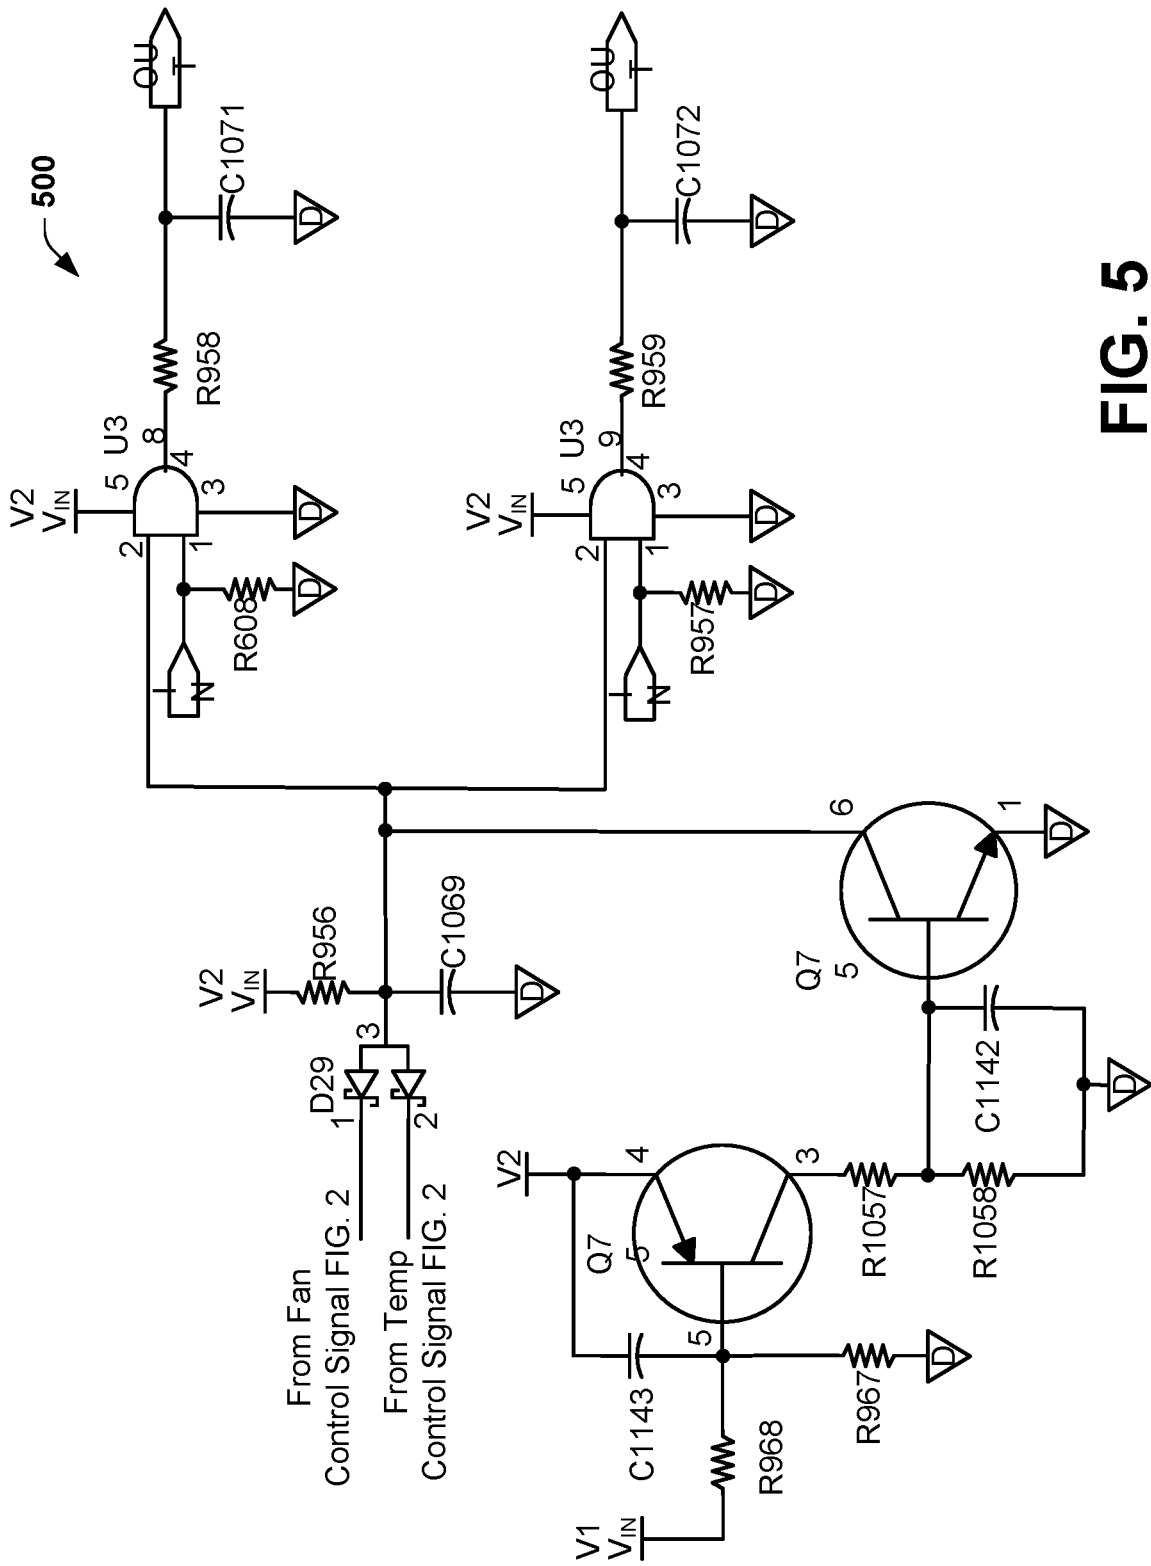 500
OU
T
C1071
D
R958
U3
8
4
5
3
2
1
V2
VIN
D
R608
D
I
N
OU
T
C1072
D
R959
U3
9
4
5
3
2
1
V2
VIN
D
R957
D
I
N
V2
VIN
R956
C1069
D
D29
3
1
2
From Fan
Control Signal FIG. 2
From Temp
Control Signal FIG. 2
Q7
5
6
1
D
C1142
D
V2
4
3
Q7
5
5
R1057
R1058
C1143
R967
D
R968
V1
VIN
FIG. 5